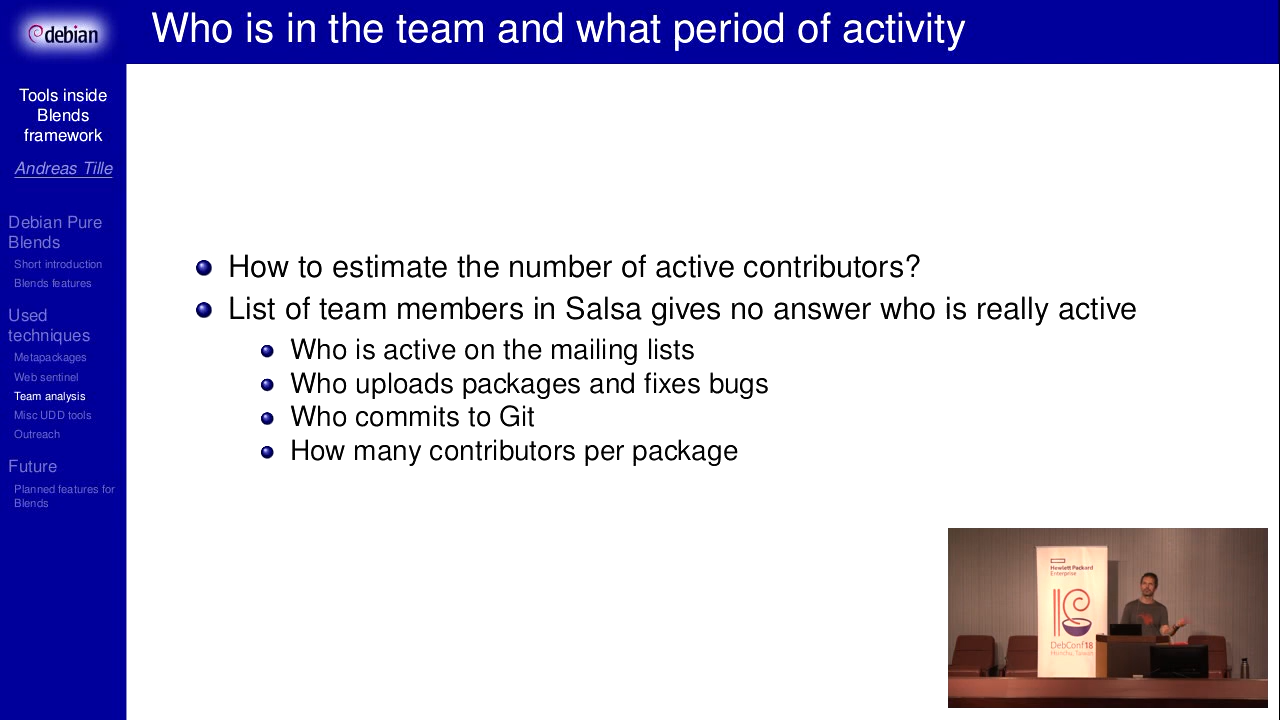 debian
Who is in the team and what period of activity
Tools inside
Blends
framework
Andreas Tille
Debian Pure
Blends
Short introduction
Blends features
Used
techniques
Metapackages
Web sentinel
Team analysis
Misc UDD tools
Outreach
Future
Planned features for
Blends
How to estimate the number of active contributors?
List of team members in Salsa gives no answer who is really active
Who is active on the mailing lists
Who uploads packages and fixes bugs
Who commits to Git
How many contributors per package
Hewlett Packard
Enterprise
DebConf18
Hsinchu, Taiwan